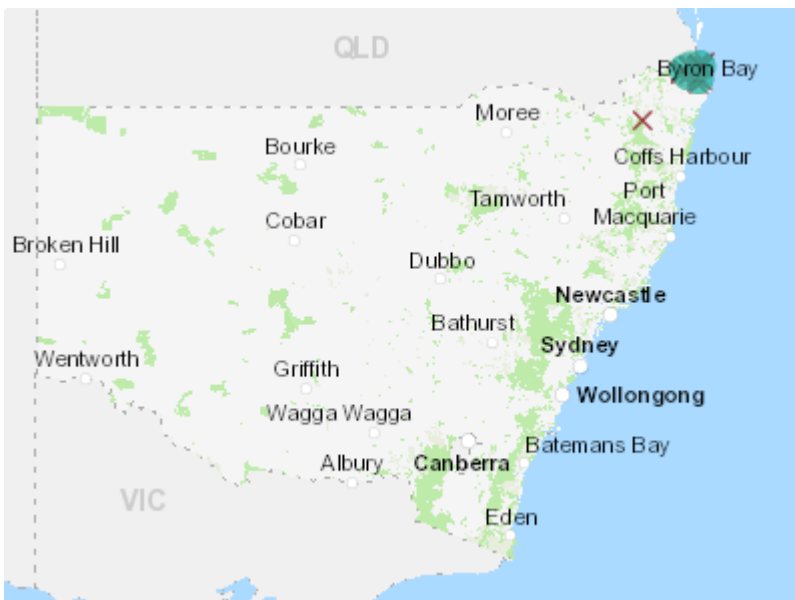 QLD
Byron Bay
Moree
Bourke
Coffs Harbour
Tamworth
Port
Macquarie
Cobar
Broken Hill
Dubbo
Newcastle
Bathurst
Sydney
Wentworth
Griffith
Wollongong
Wagga Wagga
Batemans Bay
Albury
Canberra
VIC
Eden